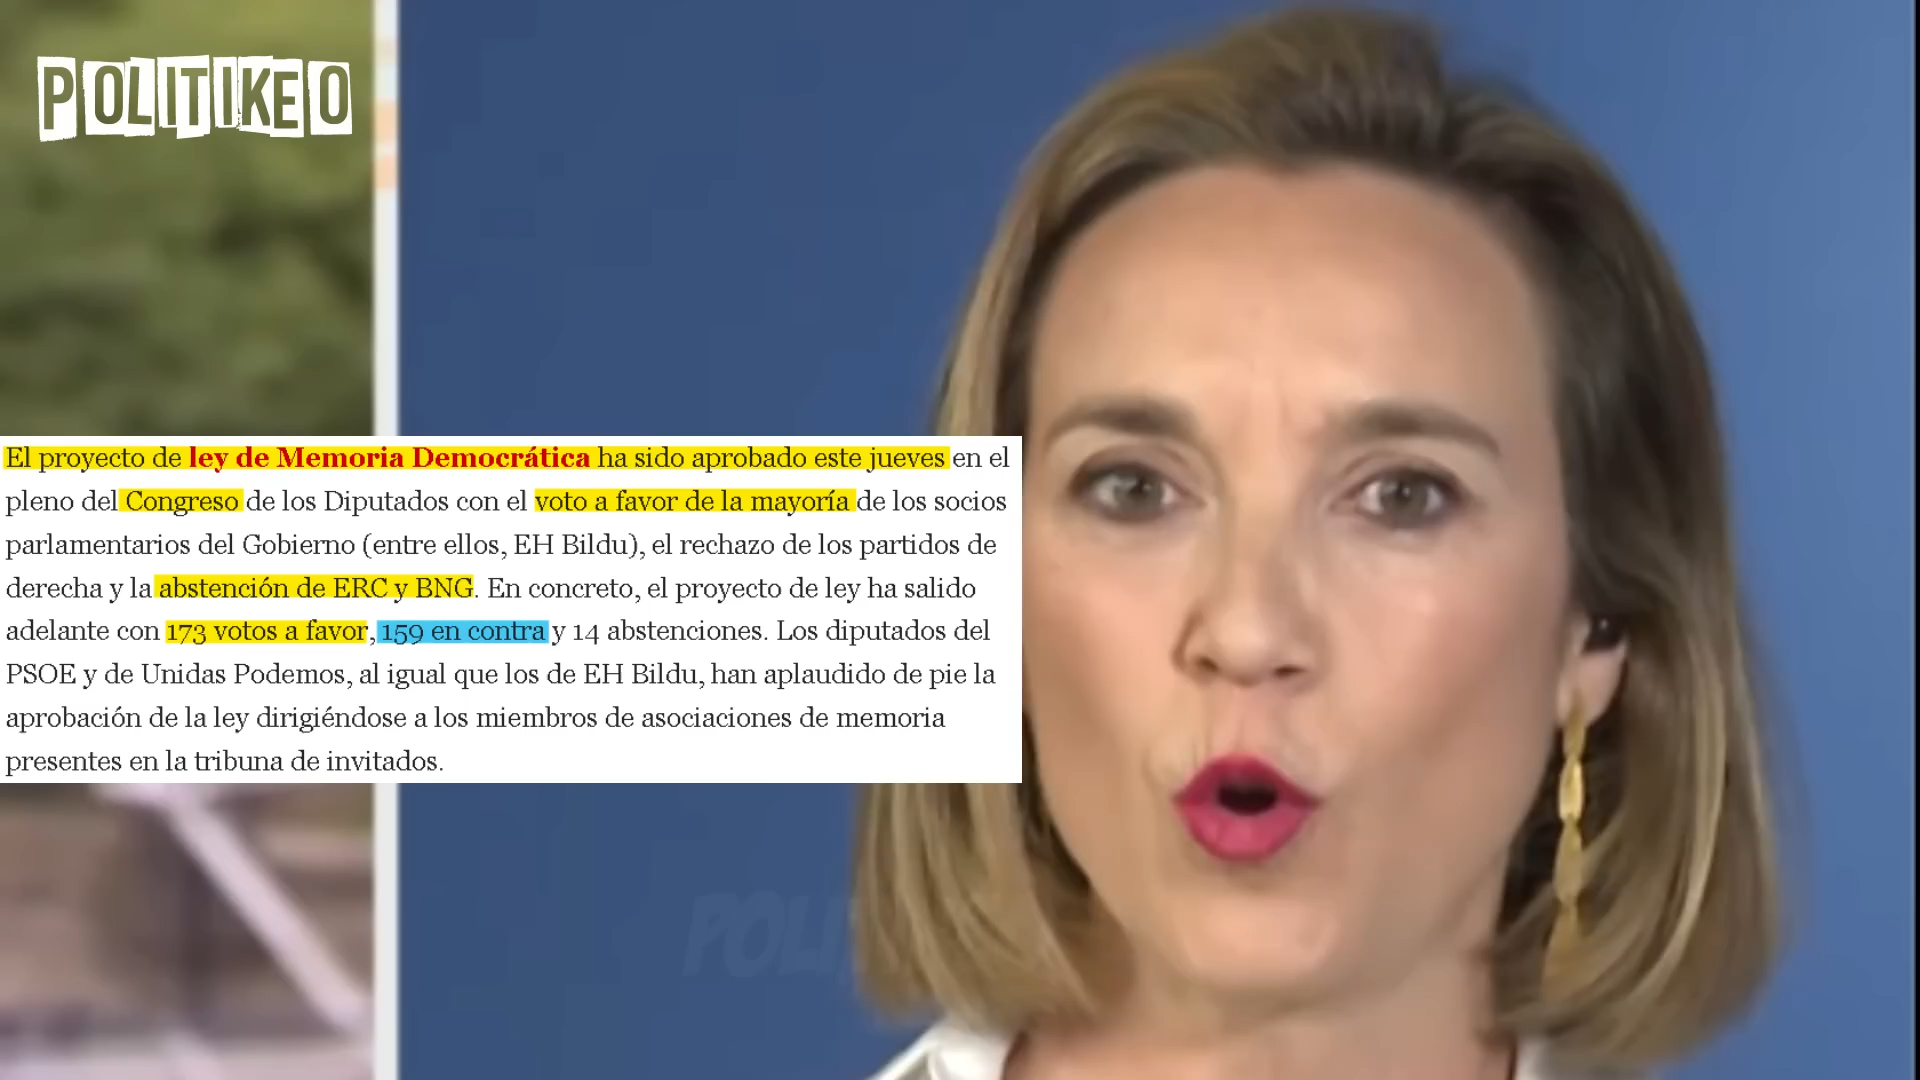 POLITIKEO
El proyecto de ley de Memoria Democrática ha sido aprobado este jueves en el
pleno del Congreso de los Diputados con el voto a favor de la mayoría de los socios
parlamentarios del Gobierno (entre ellos, EH Bildu), el rechazo de los partidos de
derecha y la abstención de ERC y BNG. En concreto, el proyecto de ley ha salido
adelante con 173 votos a favor, 159 en contra y 14 abstenciones. Los diputados del
PSOE y de Unidas Podemos, al igual que los de EH Bildu, han aplaudido de pie la
aprobación de la ley dirigiéndose a los miembros de asociaciones de memoria
presentes en la tribuna de invitados.